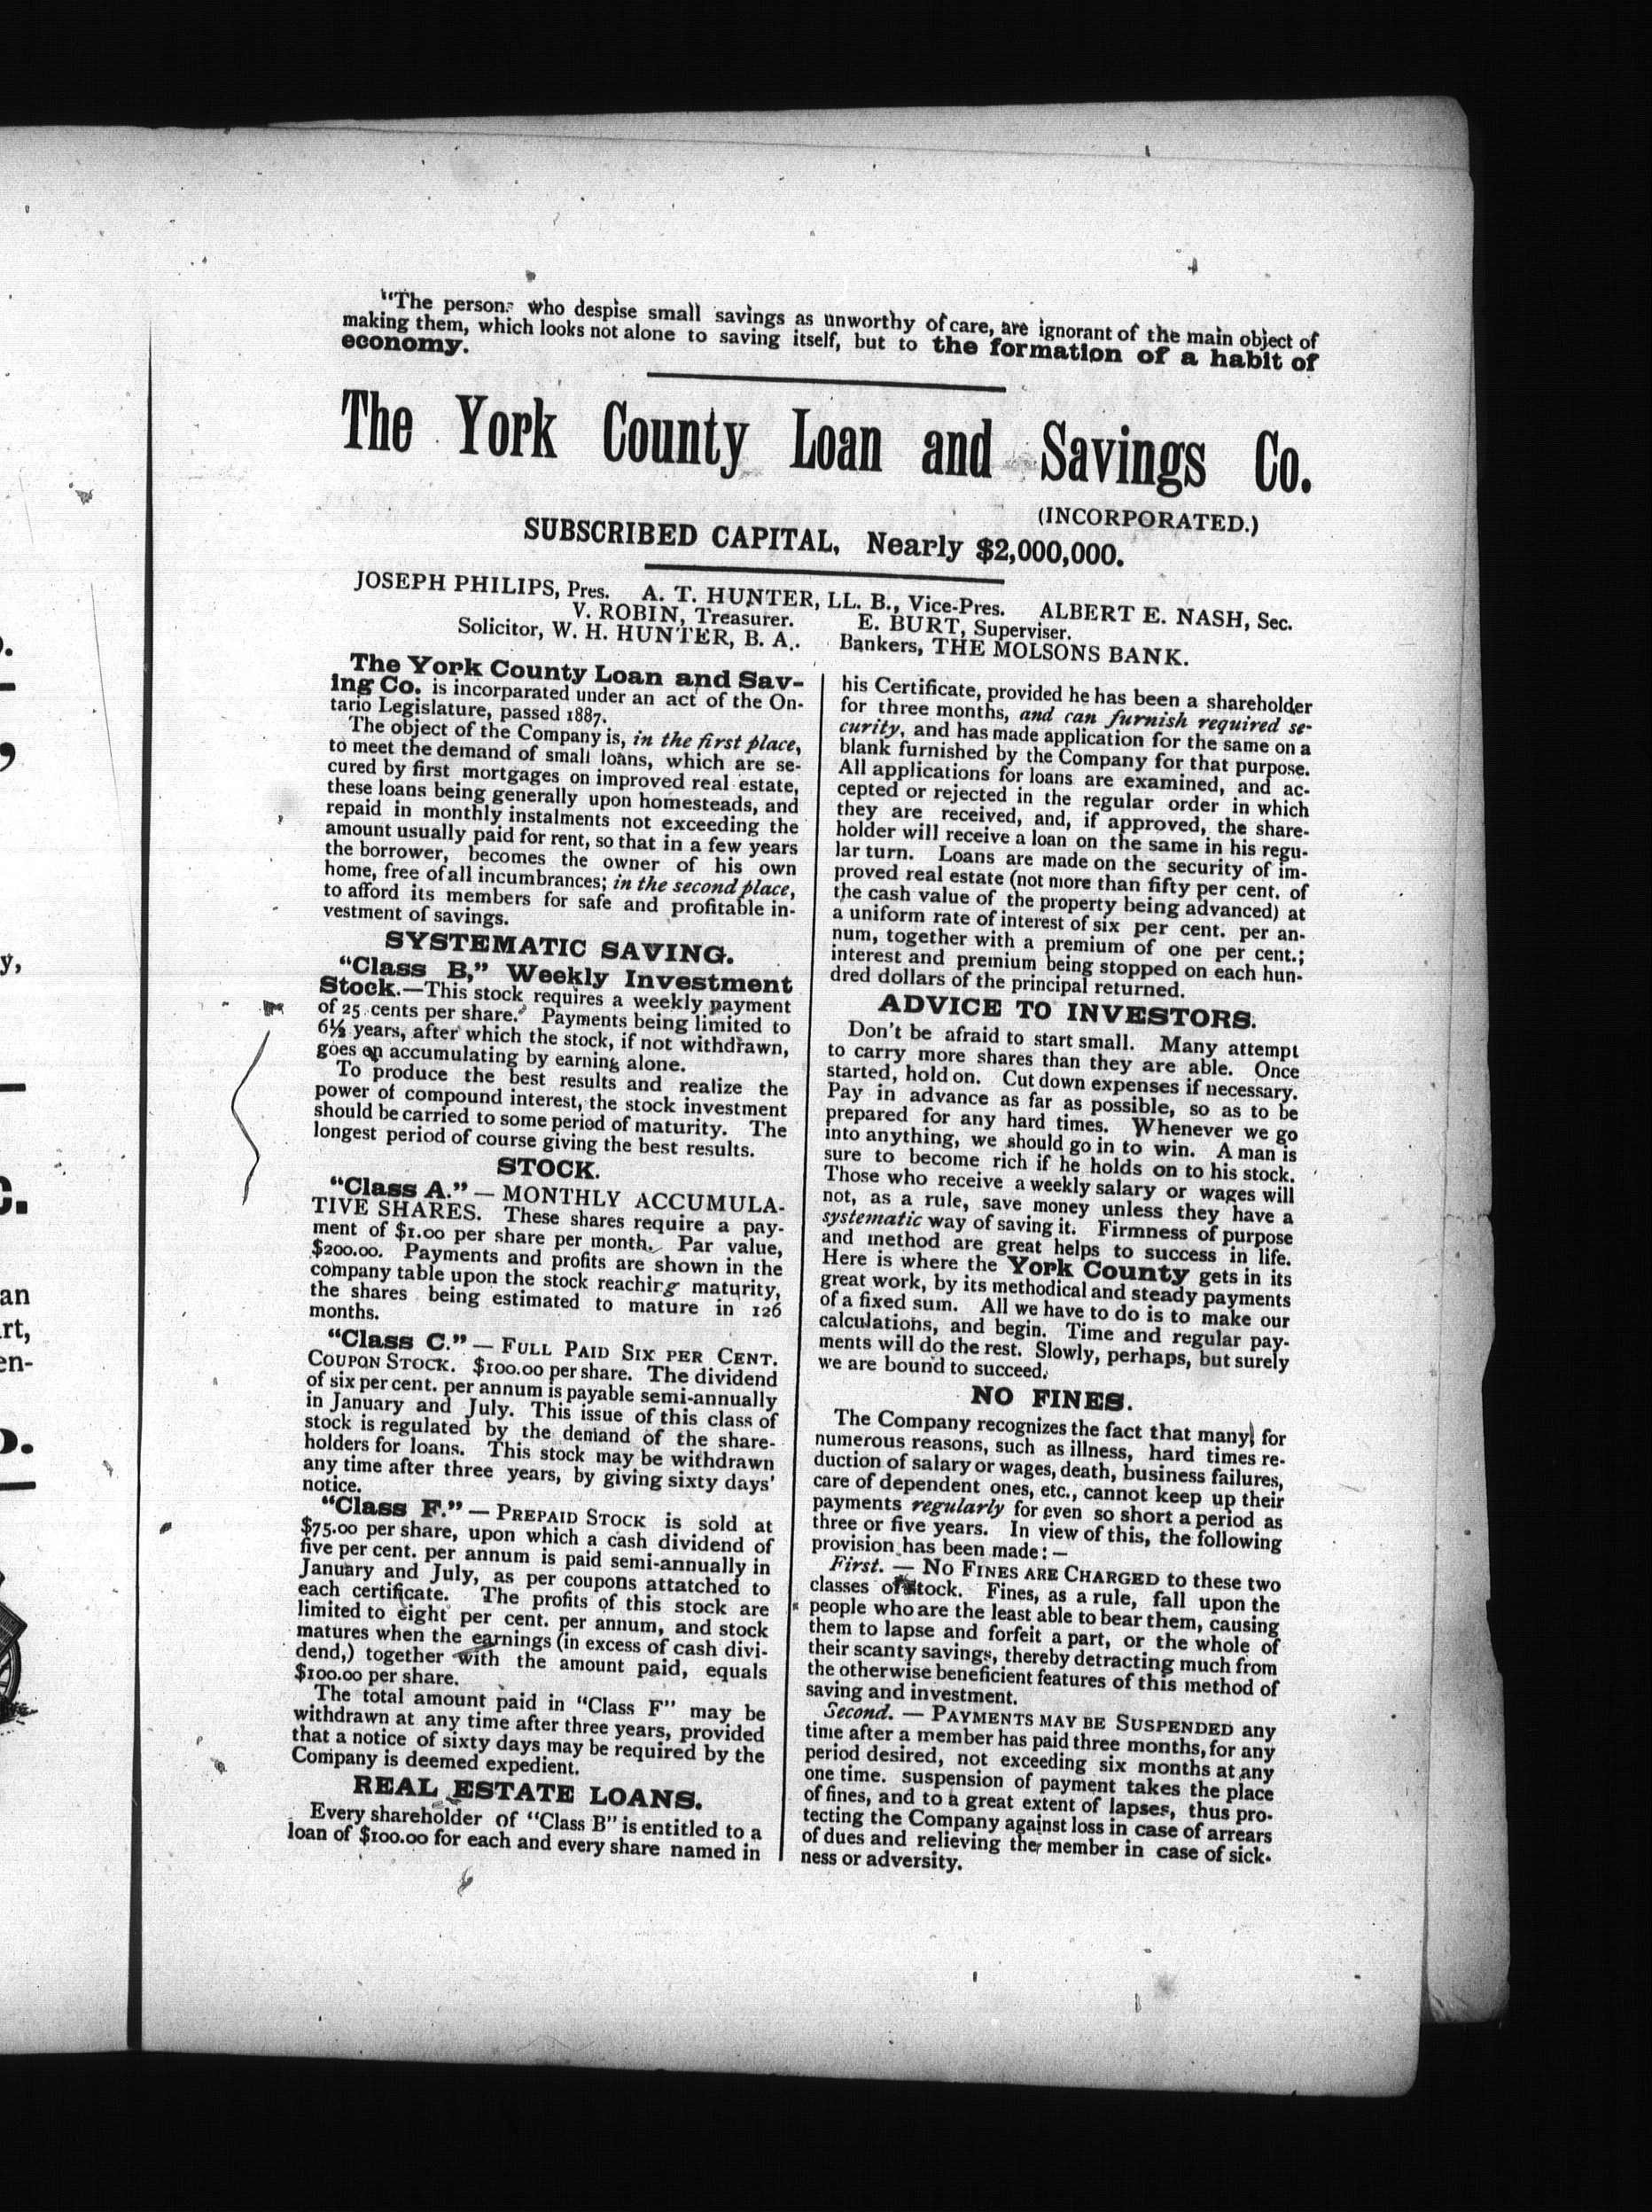 "The persons who despise small savings as unworthy of care, are ignorant of the main object of
making them, which looks not alone to saving itself, but to the formation of a habit of
economy.
The York County Loan and Savings Co.
(INCORPORATED.)
SUBSCRIBED CAPITAL, Nearly $2,000,000.
JOSEPH PHILIPS, Pres. A. T. HUNTER, LL. B., Vice-Pres. ALBERT E. NASH, Sec.
V. ROBIN, Treasurer. E. BURT, Superviser.
Solicitor, W. H. HUNTER, B. A. Bankers, THE MOLSONS BANK.
The York County Loan and Sav-
ing Co. is incorparated under an act of the On-
tario Legislature, passed 1887.
The object of the Company is, in the first place,
to meet the demand of small loans, which are se-
cured by first mortgages on improved real estate,
these loans being generally upon homesteads, and
repaid in monthly instalments not exceeding the
amount usually paid for rent, so that in a few years
the borrower, becomes the owner of his own
home, free of all incumbrances; in the second place,
to afford its members for safe and profitable in-
vestment of savings.
SYSTEMATIC SAVING.
"Class B," Weekly Investment
Stock.—This stock requires a weekly payment
of 25 cents per share. Payments being limited to
6½ years, after which the stock, if not withdrawn,
goes on accumulating by earning alone.
To produce the best results and realize the
power of compound interest, the stock investment
should be carried to some period of maturity. The
longest period of course giving the best results.
STOCK.
"Class A." — MONTHLY ACCUMULA-
TIVE SHARES. These shares require a pay-
ment of $1.00 per share per month. Par value,
$200.00. Payments and profits are shown in the
company table upon the stock reaching maturity,
the shares being estimated to mature in 126
months.
"Class C." — FULL PAID SIX PER CENT.
COUPON STOCK. $100.00 per share. The dividend
of six per cent. per annum is payable semi-annually
in January and July. This issue of this class of
stock is regulated by the demand of the share-
holders for loans. This stock may be withdrawn
any time after three years, by giving sixty days'
notice.
"Class F." — PREPAID STOCK is sold at
$75.00 per share, upon which a cash dividend of
five per cent. per annum is paid semi-annually in
January and July, as per coupons attatched to
each certificate. The profits of this stock are
limited to eight per cent. per annum, and stock
matures when the earnings (in excess of cash divi-
dend,) together with the amount paid, equals
$100.00 per share.
The total amount paid in "Class F" may be
withdrawn at any time after three years, provided
that a notice of sixty days may be required by the
Company is deemed expedient.
REAL ESTATE LOANS.
Every shareholder of "Class B" is entitled to a
loan of $100.00 for each and every share named in
his Certificate, provided he has been a shareholder
for three months, and can furnish required se-
curity, and has made application for the same on a
blank furnished by the Company for that purpose.
All applications for loans are examined, and ac-
cepted or rejected in the regular order in which
they are received, and, if approved, the share-
holder will receive a loan on the same in his regu-
lar turn. Loans are made on the security of im-
proved real estate (not more than fifty per cent. of
the cash value of the property being advanced) at
a uniform rate of interest of six per cent. per an-
num, together with a premium of one per cent.;
interest and premium being stopped on each hun-
dred dollars of the principal returned.
ADVICE TO INVESTORS.
Don't be afraid to start small. Many attempt
to carry more shares than they are able. Once
started, hold on. Cut down expenses if necessary.
Pay in advance as far as possible, so as to be
prepared for any hard times. Whenever we go
into anything, we should go in to win. A man is
sure to become rich if he holds on to his stock.
Those who receive a weekly salary or wages will
not, as a rule, save money unless they have a
systematic way of saving it. Firmness of purpose
and method are great helps to success in life.
Here is where the York County gets in its
great work, by its methodical and steady payments
of a fixed sum. All we have to do is to make our
calculations, and begin. Time and regular pay-
ments will do the rest. Slowly, perhaps, but surely
we are bound to succeed.
NO FINES.
The Company recognizes the fact that many, for
numerous reasons, such as illness, hard times re-
duction of salary or wages, death, business failures,
care of dependent ones, etc., cannot keep up their
payments regularly for even so short a period as
three or five years. In view of this, the following
provision has been made: —
First. — NO FINES ARE CHARGED to these two
classes of stock. Fines, as a rule, fall upon the
people who are the least able to bear them, causing
them to lapse and forfeit a part, or the whole of
their scanty savings, thereby detracting much from
the otherwise beneficient features of this method of
saving and investment.
Second. — PAYMENTS MAY BE SUSPENDED any
time after a member has paid three months, for any
period desired, not exceeding six months at any
one time. suspension of payment takes the place
of fines, and to a great extent of lapses, thus pro-
tecting the Company against loss in case of arrears
of dues and relieving the member in case of sick-
ness or adversity.